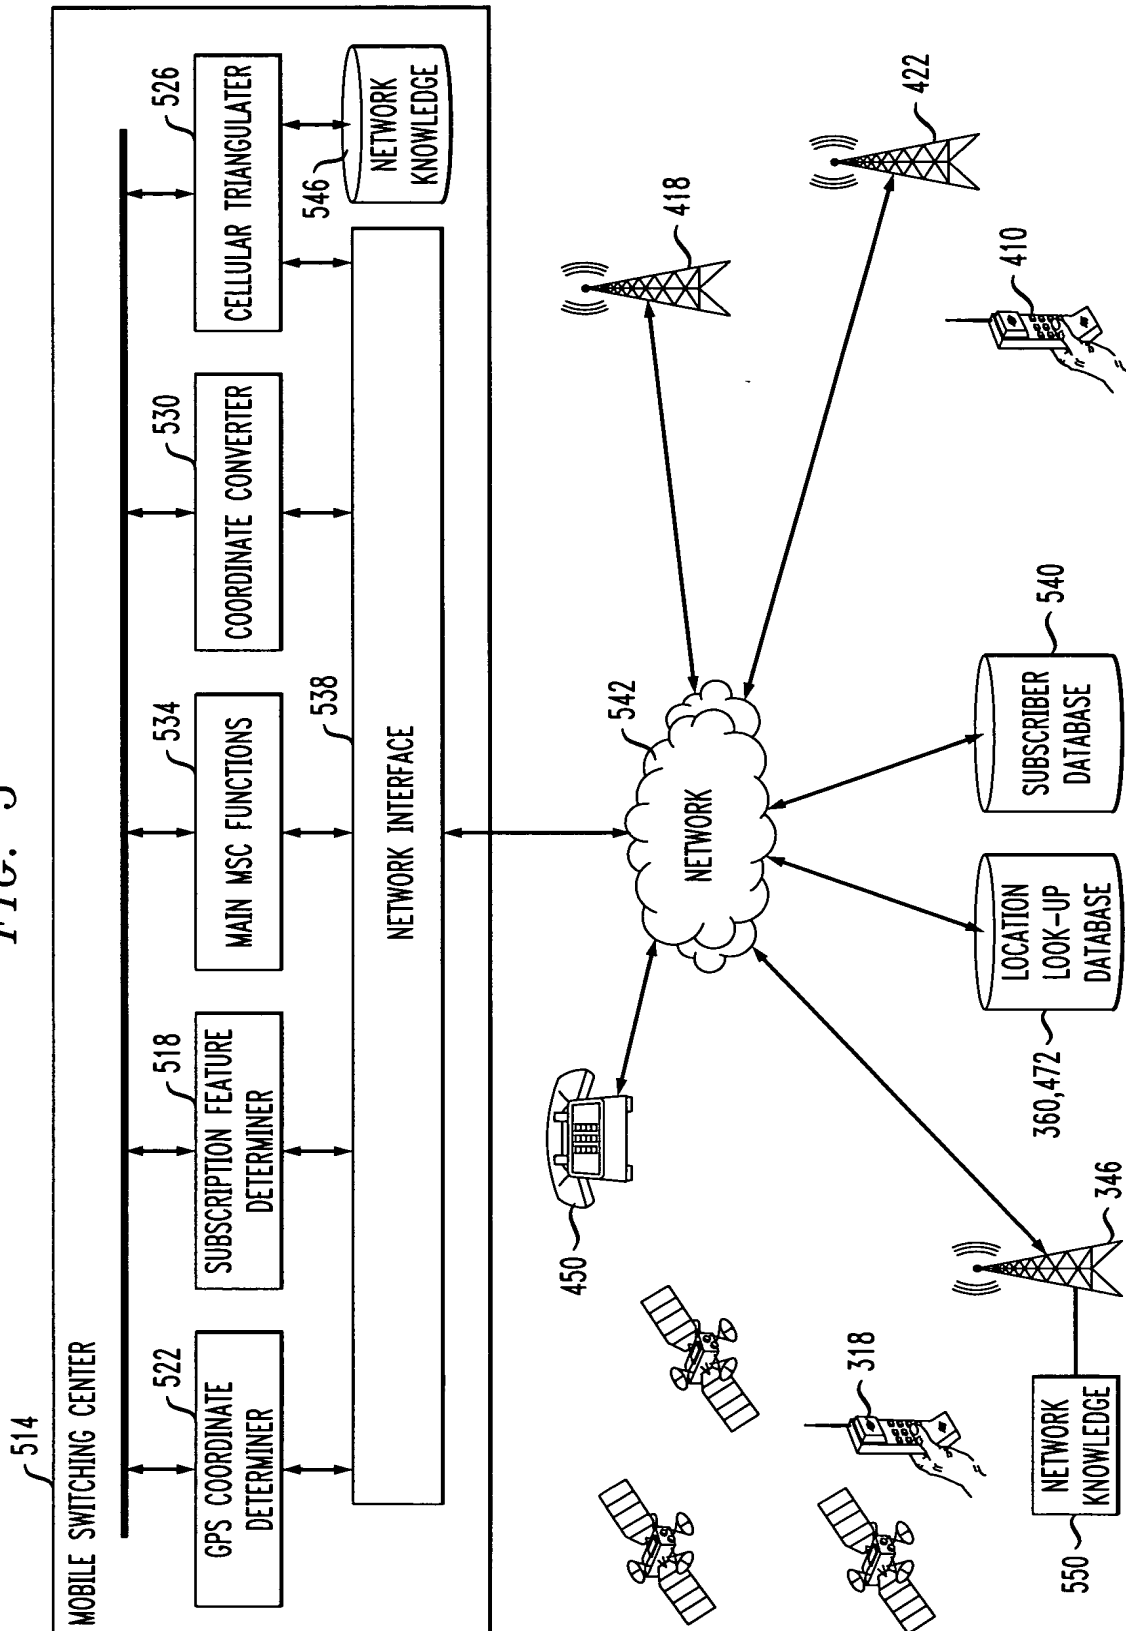 FIG. 5
514
MOBILE SWITCHING CENTER
522
GPS COORDINATE
DETERMINER
518
SUBSCRIPTION FEATURE
DETERMINER
534
MAIN MSC FUNCTIONS
530
COORDINATE CONVERTER
526
CELLULAR TRIANGULATER
538
NETWORK INTERFACE
546
NETWORK
KNOWLEDGE
450
542
NETWORK
418
422
318
410
550
NETWORK
KNOWLEDGE
346
360,472
LOCATION
LOOK-UP
DATABASE
SUBSCRIBER
DATABASE
540